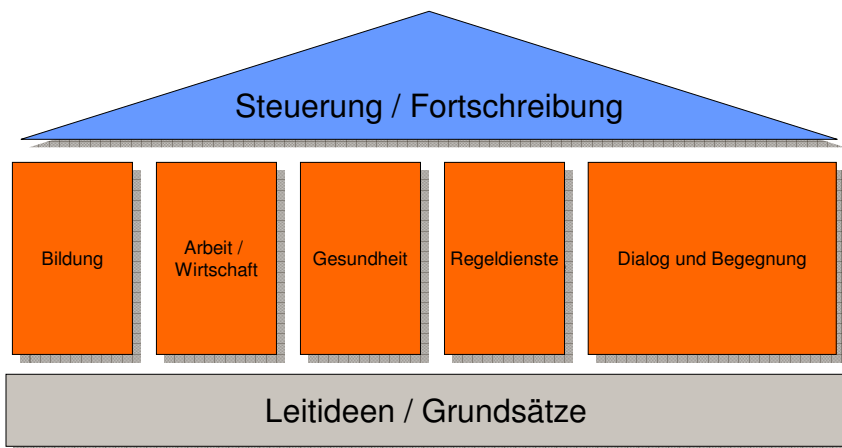 Steuerung / Fortschreibung
Bildung
Arbeit /
Wirtschaft
Gesundheit
Regeldienste
Dialog und Begegnung
Leitideen / Grundsätze